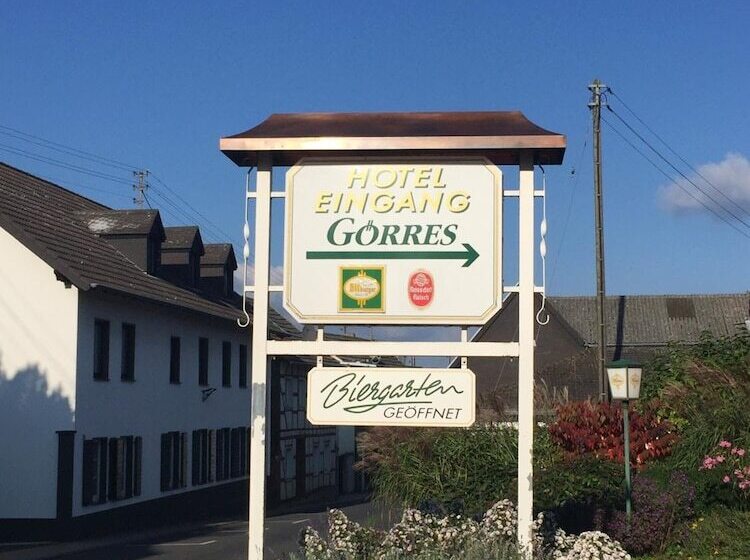 HOTEL
EINGANG
GÖRRES
Bitburger
Biergarten
GEÖFFNET